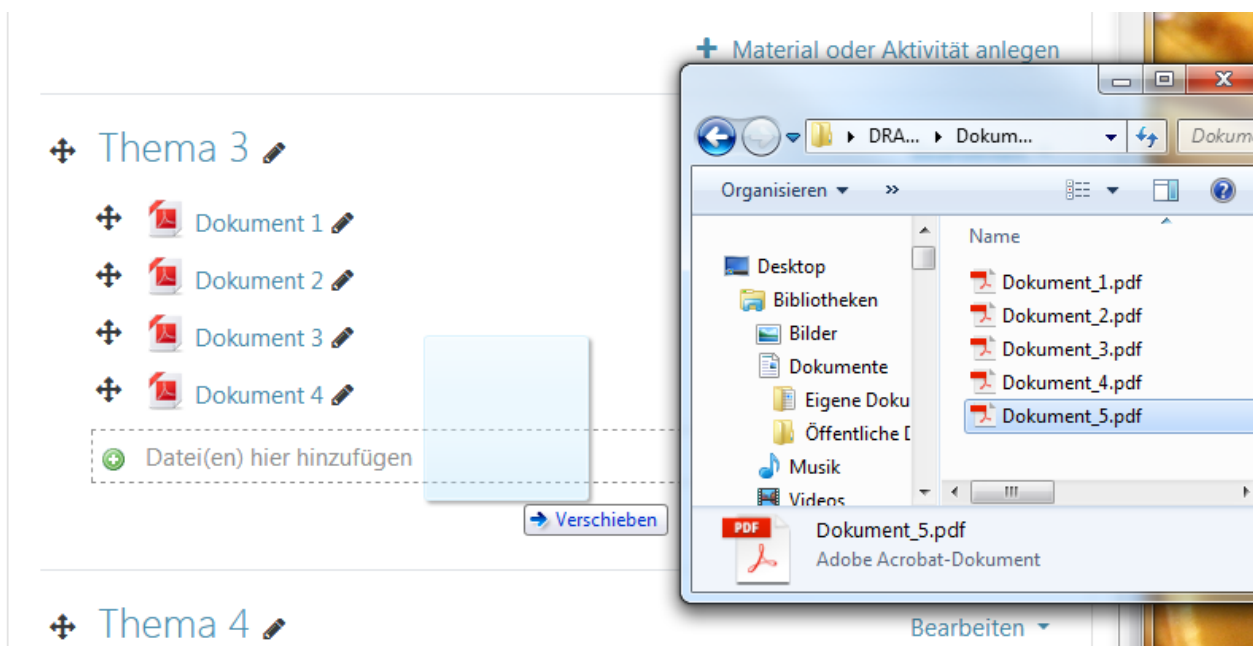 Material oder Aktivität anlegen
Thema 3
Dokument 1
Dokument 2
Dokument 3
Dokument 4
Datei(en) hier hinzufügen
Verschieben
Thema 4
Bearbeiten
DRA... Dokum... Dokume
Organisieren »
Desktop
Bibliotheken
Bilder
Dokumente
Eigene Doku
Öffentliche D
Musik
Videos
Name
Dokument_1.pdf
Dokument_2.pdf
Dokument_3.pdf
Dokument_4.pdf
Dokument_5.pdf
PDF
Dokument_5.pdf
Adobe Acrobat-Dokument